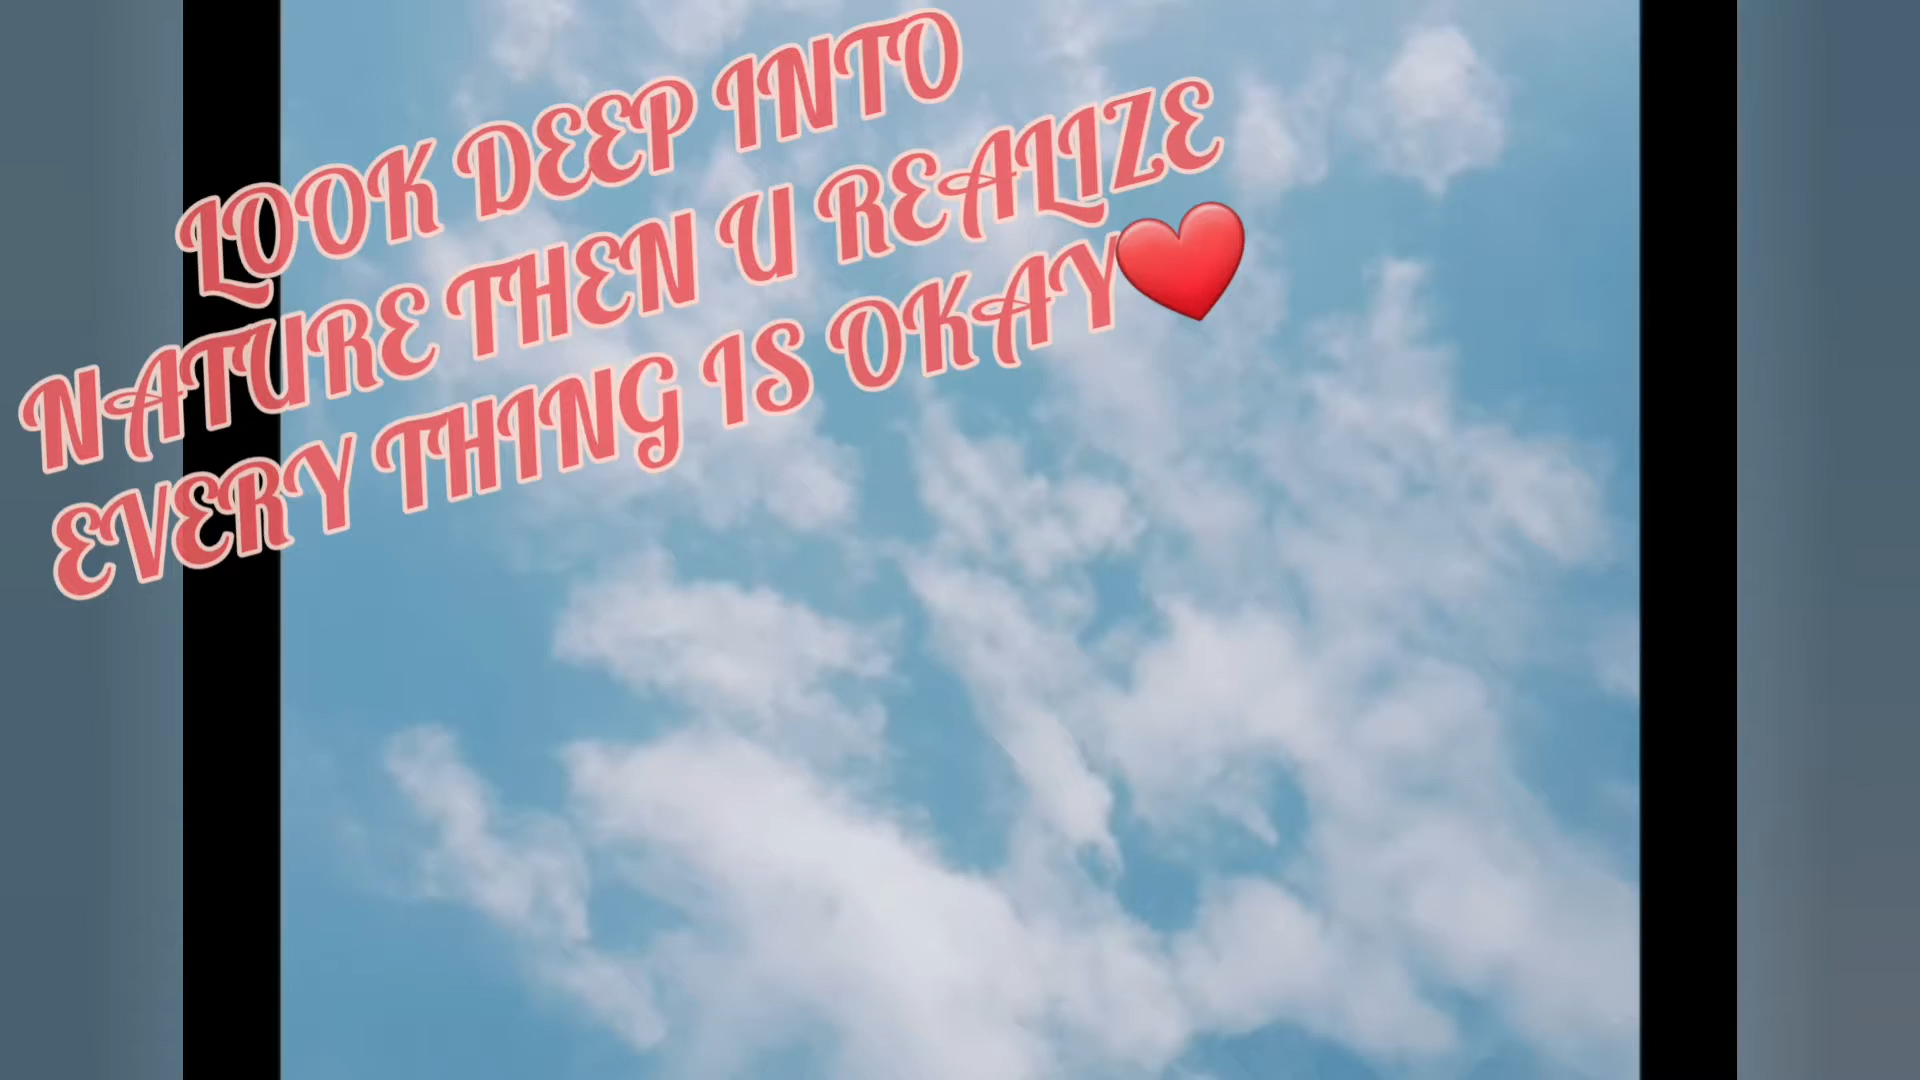 LOOK DEEP INTO
NATURE THEN U REALIZE
EVERY THING IS OKAY❤️